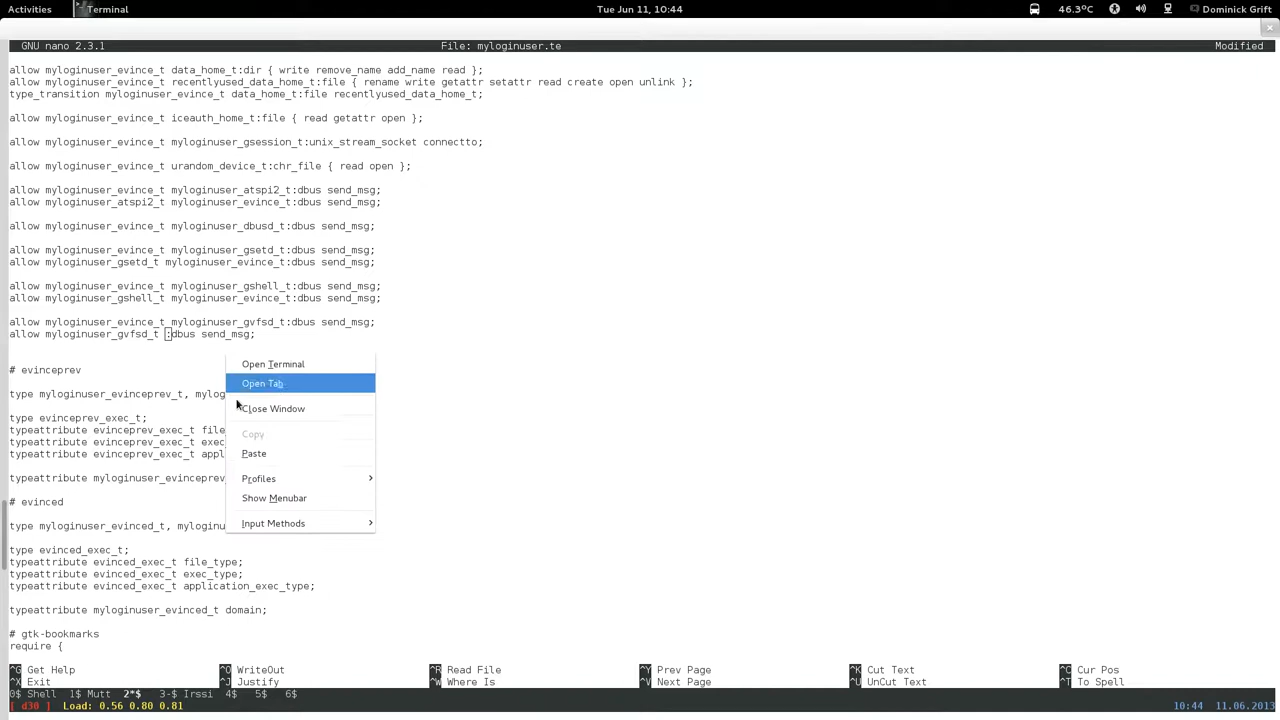 Activities Terminal Tue Jun 11, 10:44 46.3°C Dominick Grift
GNU nano 2.3.1 File: myloginuser.te Modified
allow myloginuser_evince_t data_home_t:dir { write remove_name add_name read };
allow myloginuser_evince_t recentlyused_data_home_t:file { rename write getattr setattr read create open unlink };
type_transition myloginuser_evince_t data_home_t:file recentlyused_data_home_t;
allow myloginuser_evince_t iceauth_home_t:file { read getattr open };
allow myloginuser_evince_t myloginuser_gsession_t:unix_stream_socket connectto;
allow myloginuser_evince_t urandom_device_t:chr_file { read open };
allow myloginuser_evince_t myloginuser_atspi2_t:dbus send_msg;
allow myloginuser_atspi2_t myloginuser_evince_t:dbus send_msg;
allow myloginuser_evince_t myloginuser_dbusd_t:dbus send_msg;
allow myloginuser_evince_t myloginuser_gsetd_t:dbus send_msg;
allow myloginuser_gsetd_t myloginuser_evince_t:dbus send_msg;
allow myloginuser_evince_t myloginuser_gshell_t:dbus send_msg;
allow myloginuser_gshell_t myloginuser_evince_t:dbus send_msg;
allow myloginuser_evince_t myloginuser_gvfsd_t:dbus send_msg;
allow myloginuser_gvfsd_t :dbus send_msg;
Open Terminal
# evinceprev
Open Tab
type myloginuser_evinceprev_t, mylog
Close Window
type evinceprev_exec_t;
typeattribute evinceprev_exec_t file
Copy
typeattribute evinceprev_exec_t exec
typeattribute evinceprev_exec_t appl
Paste
typeattribute myloginuser_evinceprev
Profiles
Show Menubar
# evinced
type myloginuser_evinced_t, myloginu
Input Methods
type evinced_exec_t;
typeattribute evinced_exec_t file_type;
typeattribute evinced_exec_t exec_type;
typeattribute evinced_exec_t application_exec_type;
typeattribute myloginuser_evinced_t domain;
# gtk-bookmarks
require {
^G Get Help ^O WriteOut ^R Read File ^Y Prev Page ^K Cut Text ^C Cur Pos
^X Exit ^J Justify ^W Where Is ^V Next Page ^U UnCut Text ^T To Spell
0$ Shell 1$ Mutt 2*$ 3-$ Irssi 4$ 5$ 6$
[ d30 ] Load: 0.56 0.80 0.81 10:44 11.06.2013